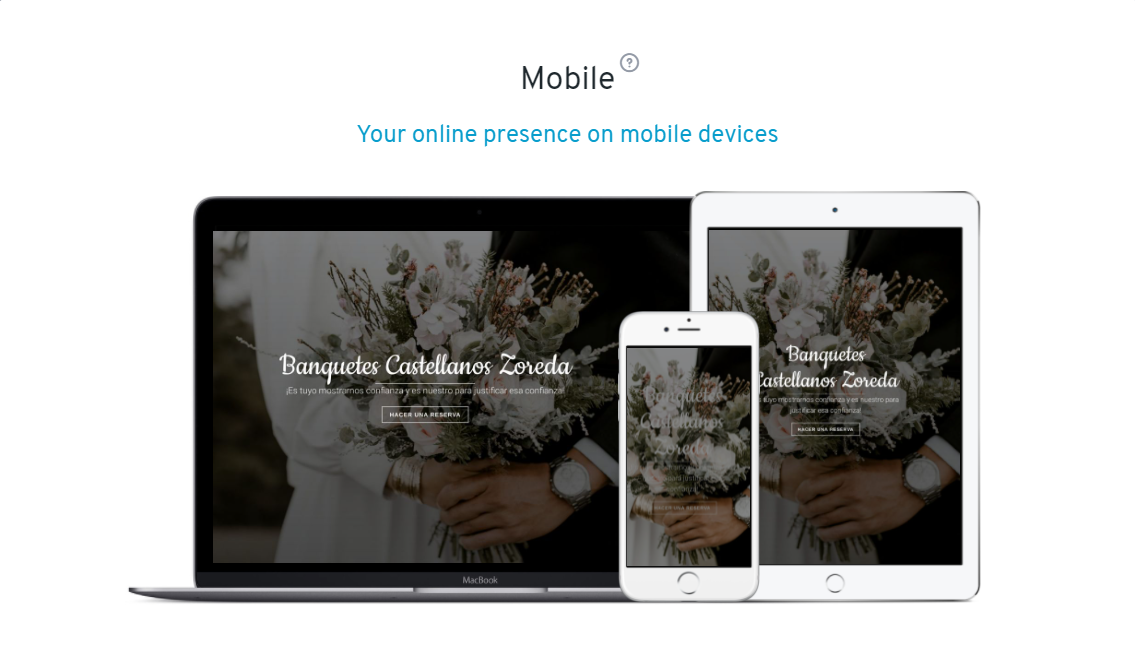 Mobile
Your online presence on mobile devices
Banquetes Castellanos Zoreda
¡Es tuyo mostrarnos confianza y es nuestro para justificar esa confianza!
HACER UNA RESERVA
MacBook
Banquetes
Castellanos
Zoreda
HACER UNA RESERVA
Banquetes
Castellanos Zoreda
tuyo mostrarnos confianza y es nuestro para
justificar esa confianza!
HACER UNA RESERVA